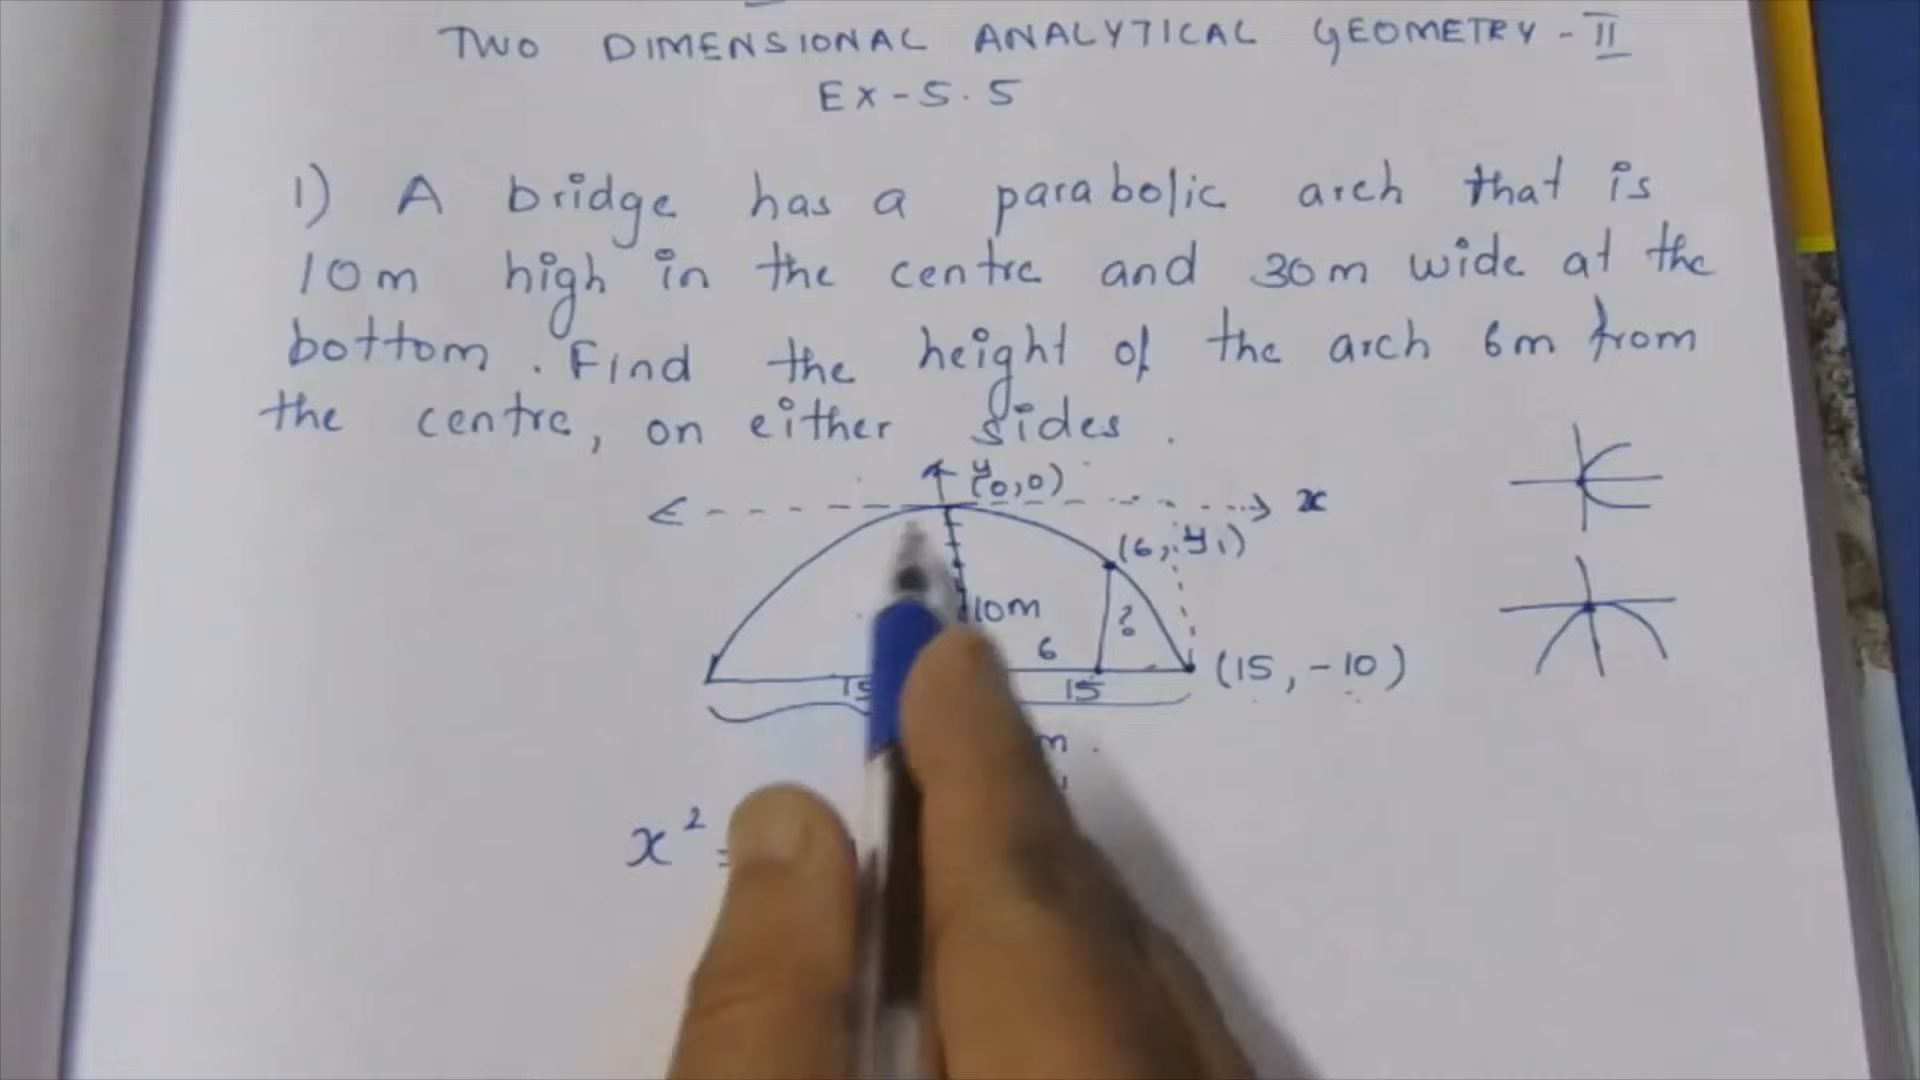 TWO DIMENSIONAL ANALYTICAL GEOMETRY - II
EX-5.5
1) A bridge has a parabolic arch that is
10m high in the centre and 30m wide at the
bottom. Find the height of the arch 6m from
the centre, on either sides.
y
(0,0)
x
(6, y1)
10m
?
6
(15, -10)
15
15
m
x² =